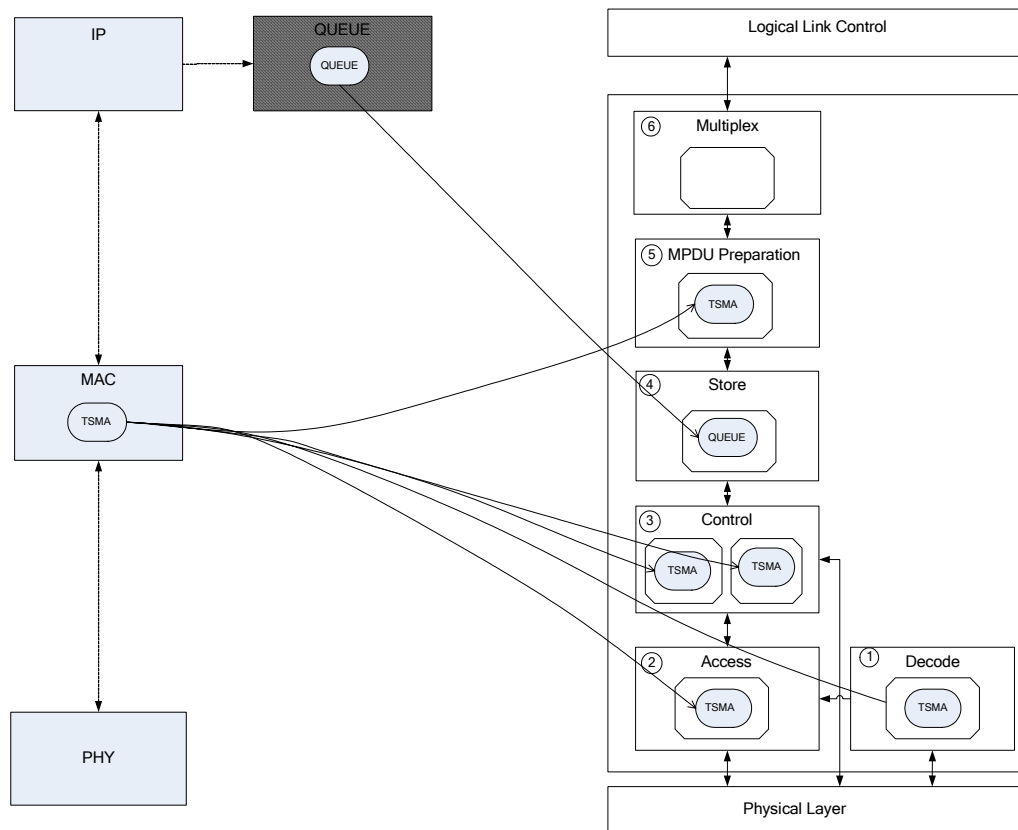 IP
QUEUE
QUEUE
MAC
TSMA
PHY
Logical Link Control
6 Multiplex
5 MPDU Preparation
TSMA
4 Store
QUEUE
3 Control
TSMA TSMA
2 Access
TSMA
1 Decode
TSMA
Physical Layer